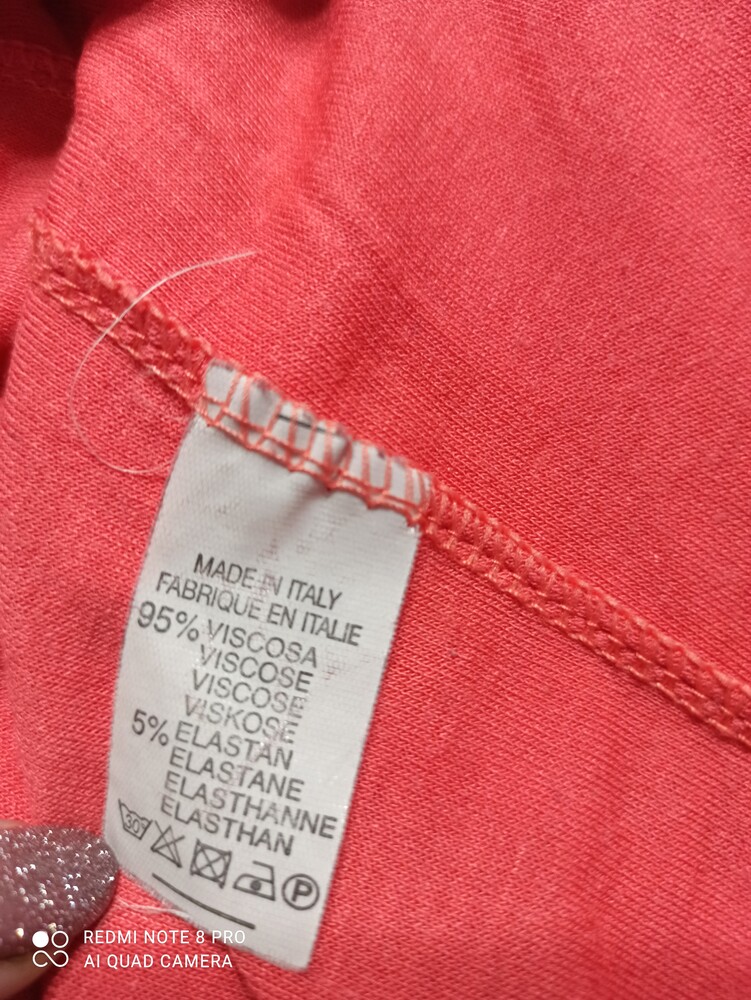 MADE IN ITALY
FABRIQUE EN ITALIE
95% VISCOSA
VISCOSE
VISCOSE
VISKOSE
5% ELASTAN
ELASTANE
ELASTHANNE
ELASTHAN
30° P
REDMI NOTE 8 PRO
AI QUAD CAMERA